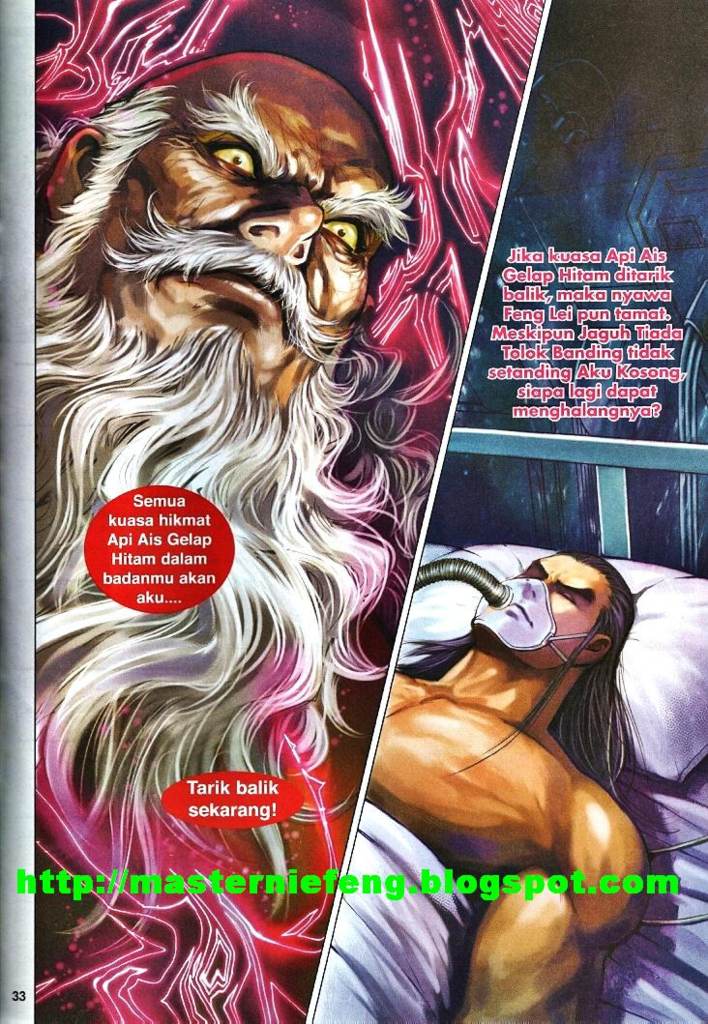 Jika kuasa Api Ais
Gelap Hitam ditarik
balik, maka nyawa
Feng Lei pun tamat.
Meskipun Jaguh Tiada
Tolok Banding tidak
setanding Aku Kosong,
siapa lagi dapat
menghalangnya?
Semua
kuasa hikmat
Api Ais Gelap
Hitam dalam
badanmu akan
aku....
Tarik balik
sekarang!
http://masterniefeng.blogspot.com
33